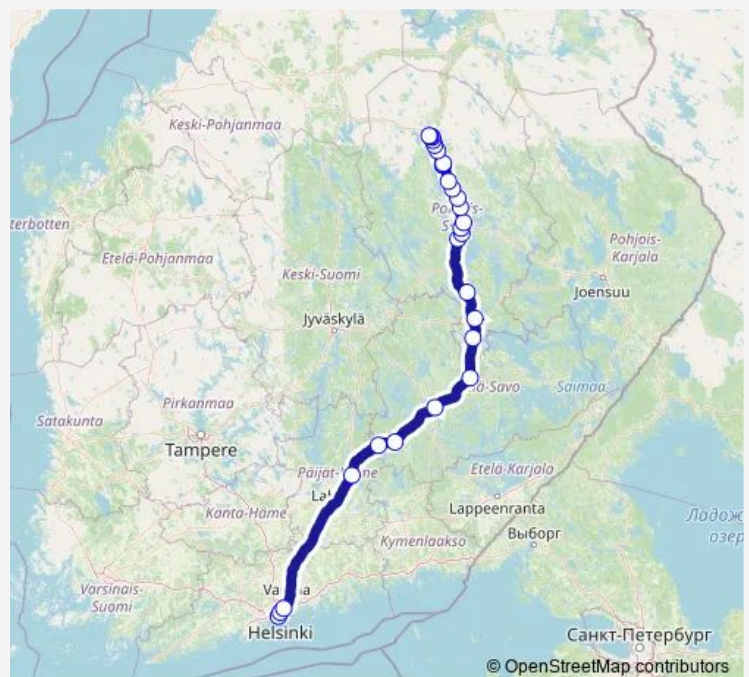 Keski-Pohjanmaa
terbotten
Etelä-Pohjanmaa
Pohjois-
Karjala
Keski-Suomi
Joensuu
Jyväskylä
Saimaa
Pirkanmaa
Satakunta
Tampere
Etelä-Karjala
Lappeenranta
Kanta-Häme
Выборг
Kymenlaakso
Ладож
озер
Varsinais-
Suomi
Helsinki
Санкт-Петербург
© OpenStreetMap contributors